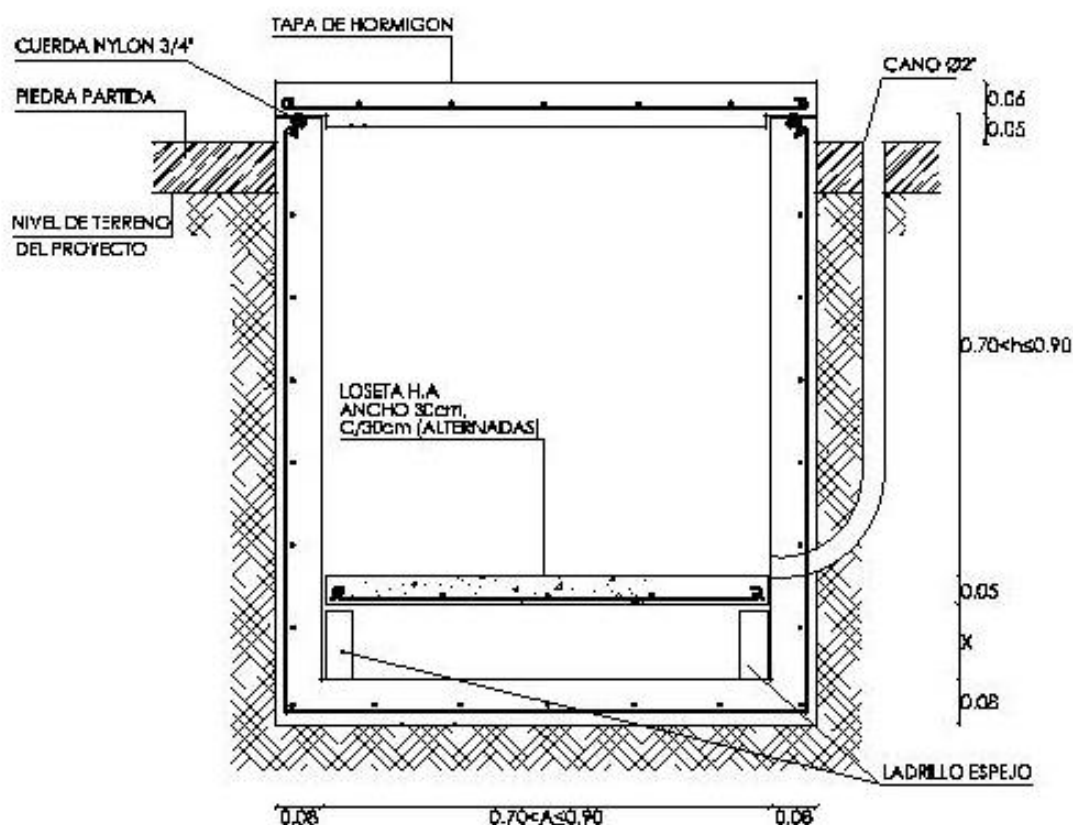 TAPA DE HORMIGON
CUERDA NYLON 3/4"
CANO Ø2"
PIEDRA PARTIDA
0.06
0.05
NIVEL DE TERRENO
DEL PROYECTO
0.70<h≤0.90
LOSETA H.A
ANCHO 30cm,
C/30cm (ALTERNADAS)
0.05
X
0.08
LADRILLO ESPEJO
0.08
0.70<A≤0.90
0.08